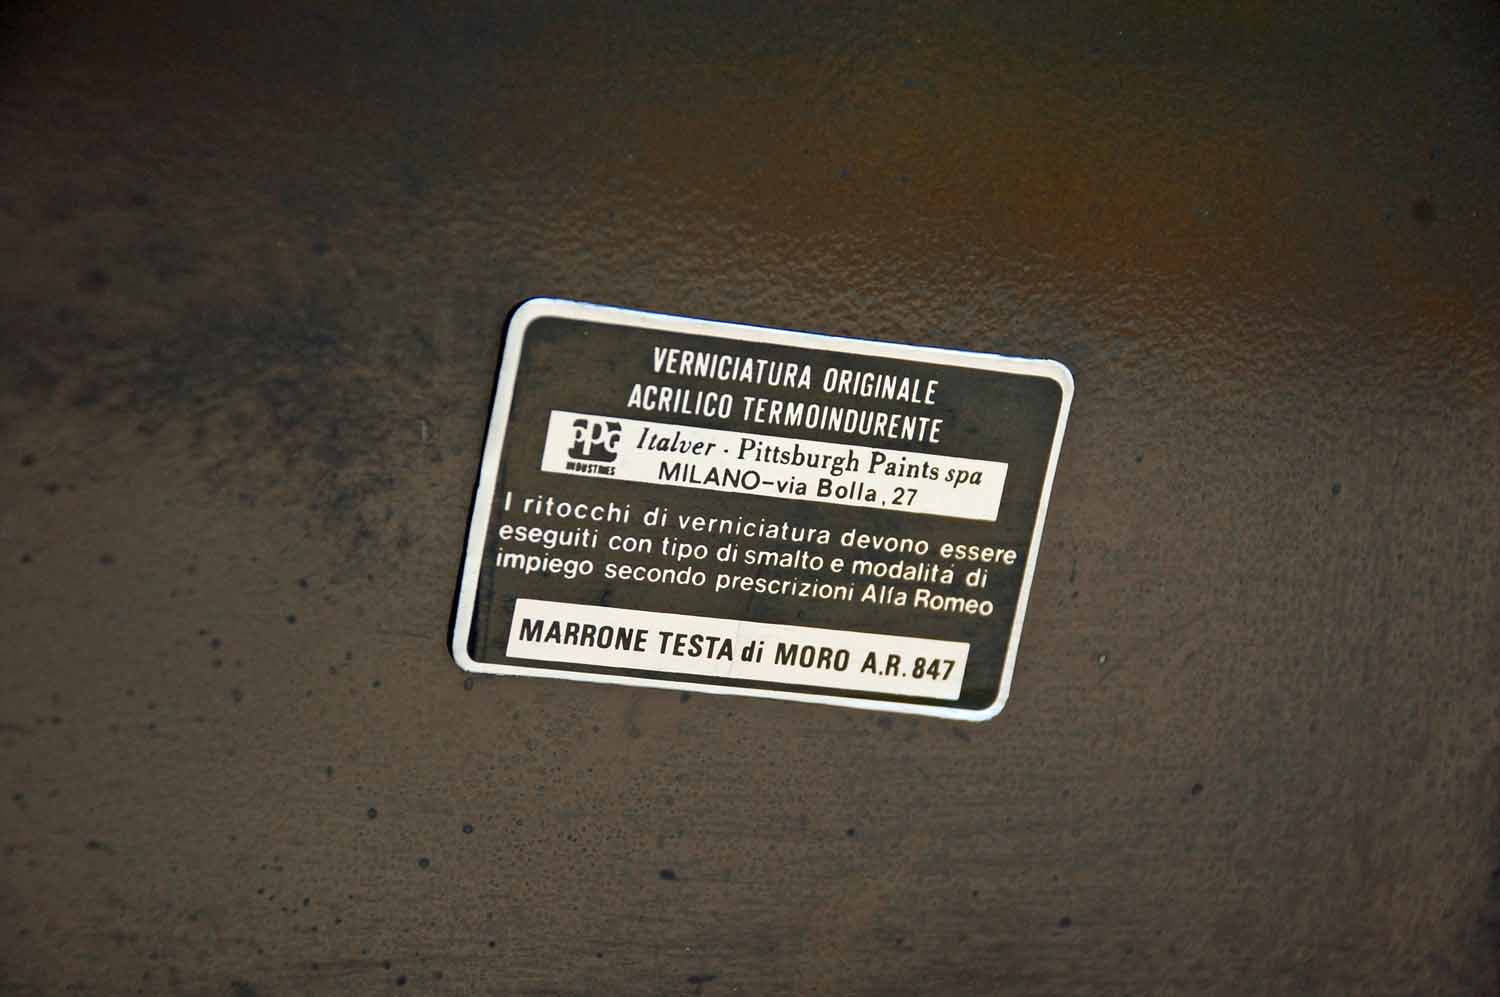 VERNICIATURA ORIGINALE
ACRILICO TERMOINDURENTE
PPG
INDUSTRIES
Italver · Pittsburgh Paints spa
MILANO-via Bolla, 27
I ritocchi di verniciatura devono essere
eseguiti con tipo di smalto e modalità di
impiego secondo prescrizioni Alfa Romeo
MARRONE TESTA di MORO A.R. 847